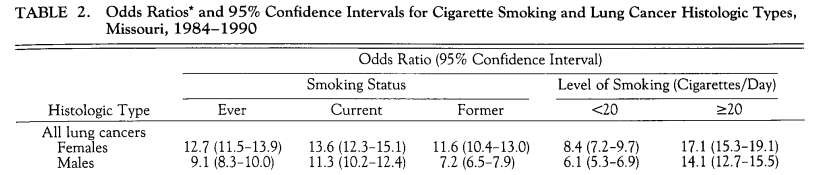 TABLE 2. Odds Ratios* and 95% Confidence Intervals for Cigarette Smoking and Lung Cancer Histologic Types,
Missouri, 1984–1990
Odds Ratio (95% Confidence Interval)
Smoking Status Level of Smoking (Cigarettes/Day)
Histologic Type Ever Current Former <20 ≥20
All lung cancers
Females 12.7 (11.5–13.9) 13.6 (12.3–15.1) 11.6 (10.4–13.0) 8.4 (7.2–9.7) 17.1 (15.3–19.1)
Males 9.1 (8.3–10.0) 11.3 (10.2–12.4) 7.2 (6.5–7.9) 6.1 (5.3–6.9) 14.1 (12.7–15.5)